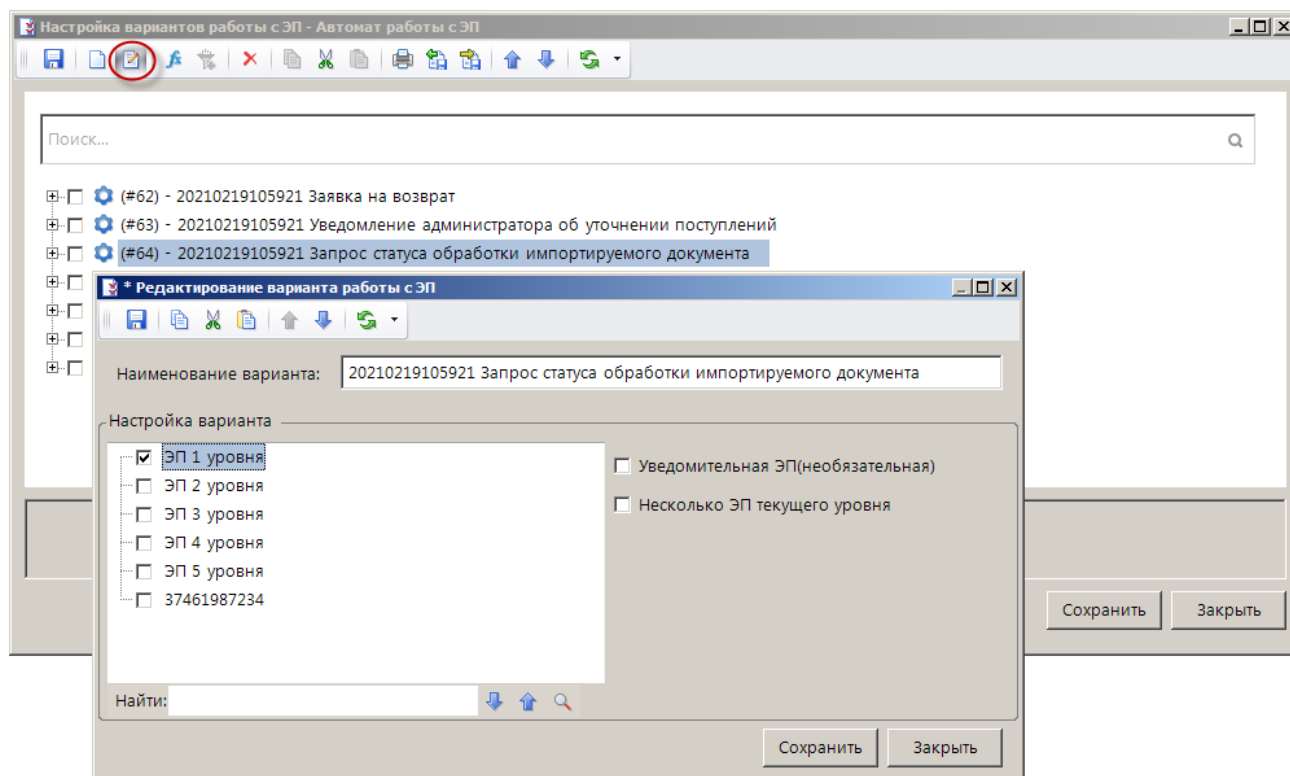 Настройка вариантов работы с ЭП - Автомат работы с ЭП
Поиск...
(#62) - 20210219105921 Заявка на возврат
(#63) - 20210219105921 Уведомление администратора об уточнении поступлений
(#64) - 20210219105921 Запрос статуса обработки импортируемого документа
* Редактирование варианта работы с ЭП
Наименование варианта: 20210219105921 Запрос статуса обработки импортируемого документа
Настройка варианта
ЭП 1 уровня
ЭП 2 уровня
ЭП 3 уровня
ЭП 4 уровня
ЭП 5 уровня
37461987234
Уведомительная ЭП(необязательная)
Несколько ЭП текущего уровня
Найти:
Сохранить Закрыть
Сохранить Закрыть